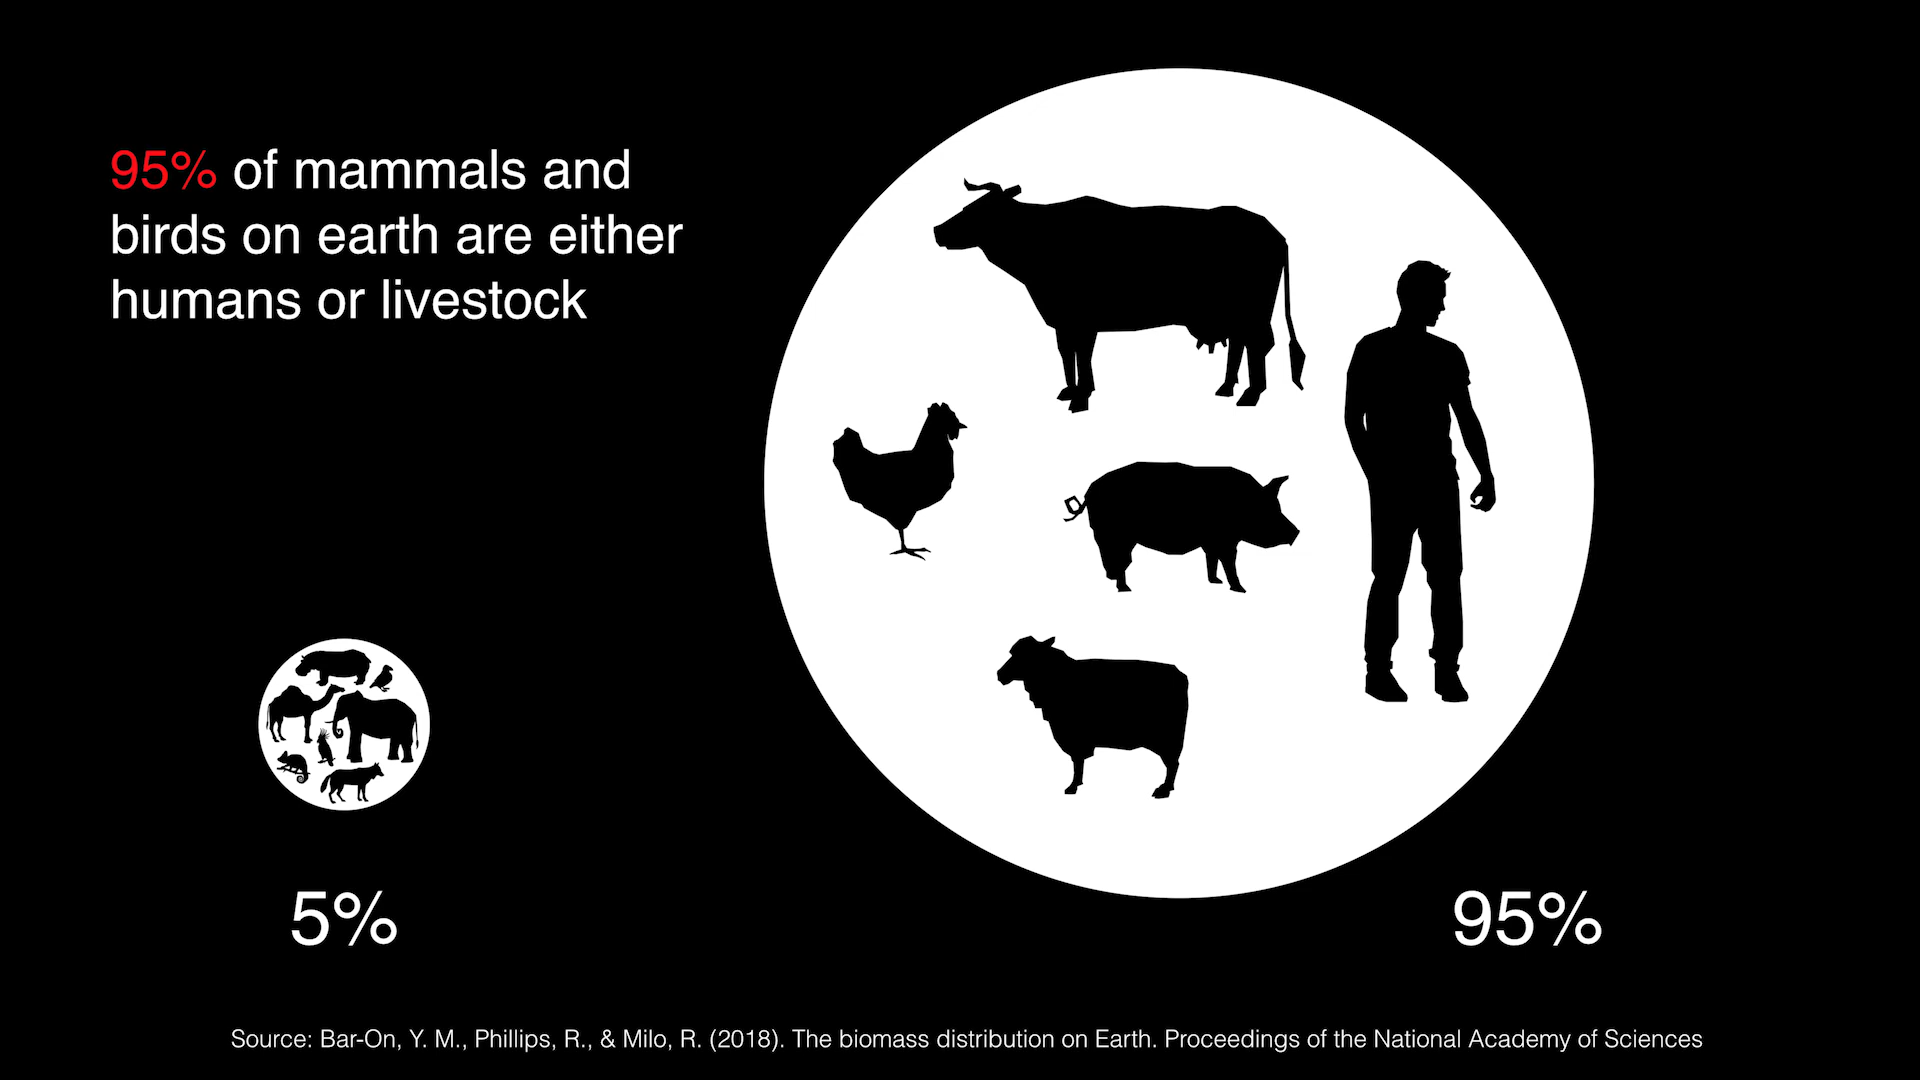 95% of mammals and
birds on earth are either
humans or livestock
5%
95%
Source: Bar-On, Y. M., Phillips, R., & Milo, R. (2018). The biomass distribution on Earth. Proceedings of the National Academy of Sciences